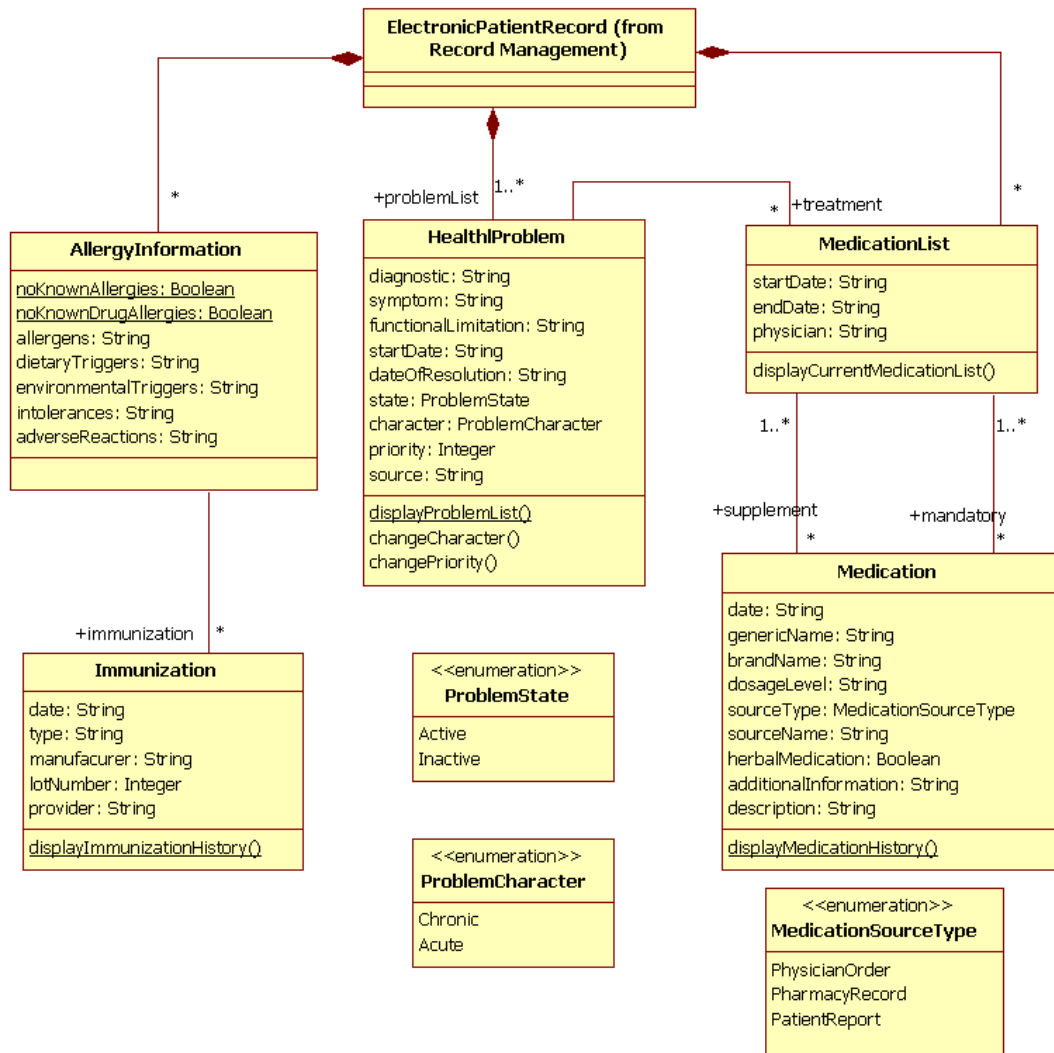 ElectronicPatientRecord (from
Record Management)
*
+problemList
1..*
*
+treatment
*
AllergyInformation
noKnownAllergies: Boolean
noKnownDrugAllergies: Boolean
allergens: String
dietaryTriggers: String
environmentalTriggers: String
intolerances: String
adverseReactions: String
HealthlProblem
diagnostic: String
symptom: String
functionalLimitation: String
startDate: String
dateOfResolution: String
state: ProblemState
character: ProblemCharacter
priority: Integer
source: String
displayProblemList()
changeCharacter()
changePriority()
MedicationList
startDate: String
endDate: String
physician: String
displayCurrentMedicationList()
1..*
1..*
+supplement
*
+mandatory
*
+immunization
*
Immunization
date: String
type: String
manufacurer: String
lotNumber: Integer
provider: String
displayImmunizationHistory()
<<enumeration>>
ProblemState
Active
Inactive
<<enumeration>>
ProblemCharacter
Chronic
Acute
Medication
date: String
genericName: String
brandName: String
dosageLevel: String
sourceType: MedicationSourceType
sourceName: String
herbalMedication: Boolean
additionalInformation: String
description: String
displayMedicationHistory()
<<enumeration>>
MedicationSourceType
PhysicianOrder
PharmacyRecord
PatientReport